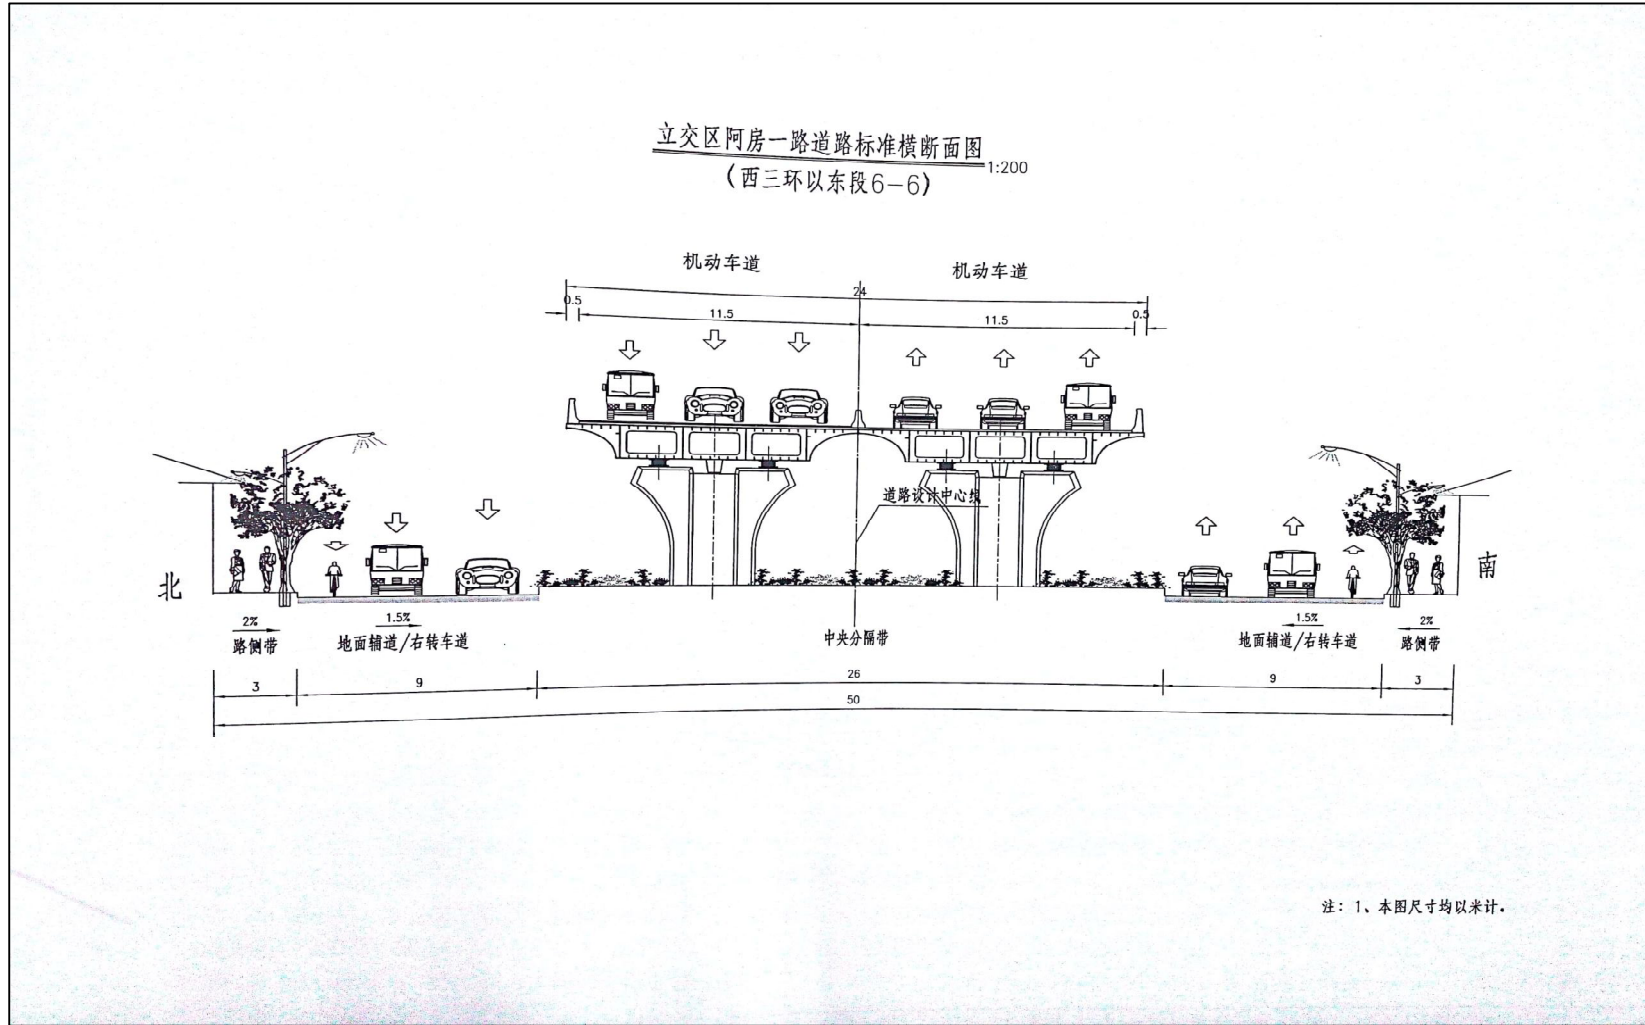 立交区阿房一路道路标准横断面图 1:200
(西三环以东段6-6)
机动车道 机动车道
24
0.5 11.5 11.5 0.5
道路设计中心线
北 南
2% 1.5% 1.5% 2%
路侧带 地面辅道/右转车道 中央分隔带 地面辅道/右转车道 路侧带
3 9 26 9 3
50
注: 1、本图尺寸均以米计。